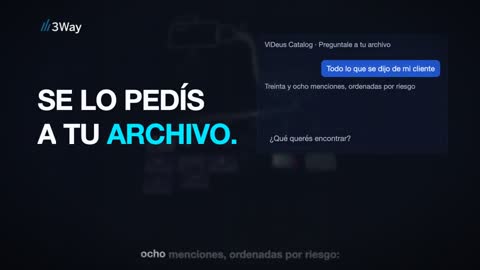 3Way
SE LO PEDÍS
A TU ARCHIVO.
ViDeus Catalog · Preguntale a tu archivo
Todo lo que se dijo de mi cliente
Treinta y ocho menciones, ordenadas por riesgo
¿Qué querés encontrar?
ocho menciones, ordenadas por riesgo: